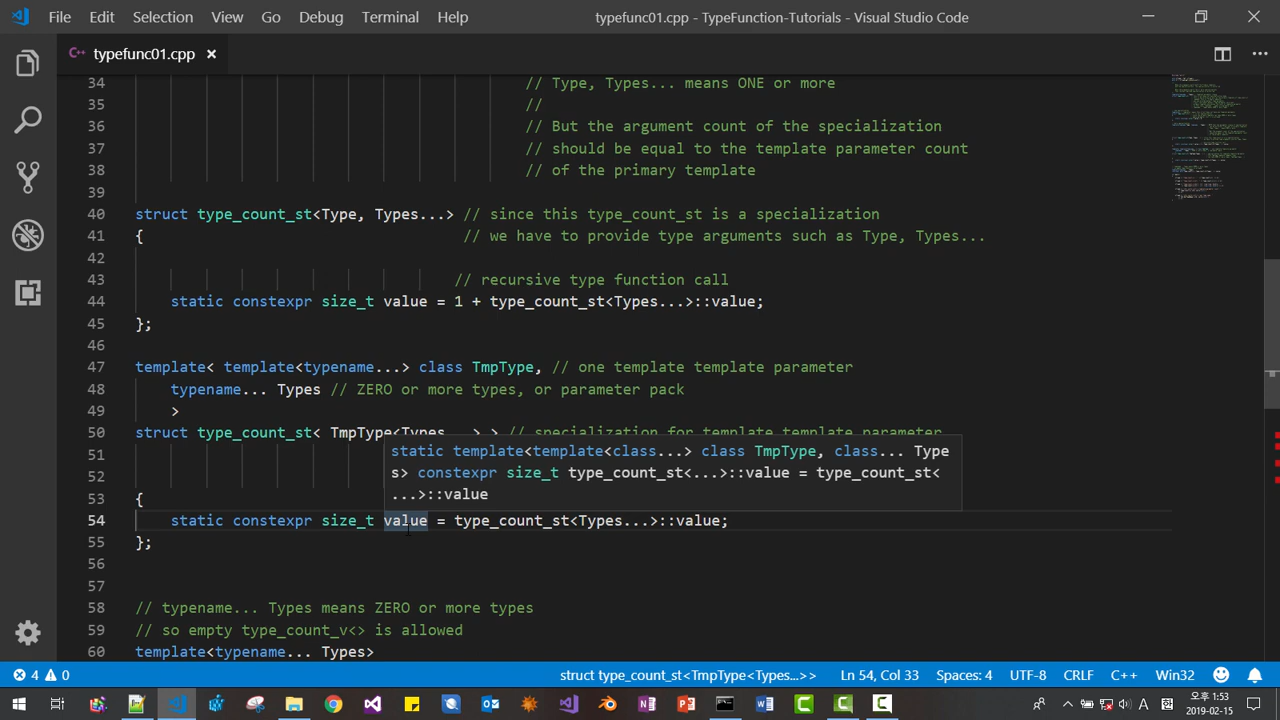 File Edit Selection View Go Debug Terminal Help typefunc01.cpp - TypeFunction-Tutorials - Visual Studio Code
C++ typefunc01.cpp
34 // Type, Types... means ONE or more
35 //
36 // But the argument count of the specialization
37 // should be equal to the template parameter count
38 // of the primary template
39
40 struct type_count_st<Type, Types...> // since this type_count_st is a specialization
41 { // we have to provide type arguments such as Type, Types...
42
43 // recursive type function call
44 static constexpr size_t value = 1 + type_count_st<Types...>::value;
45 };
46
47 template< template<typename...> class TmpType, // one template template parameter
48 typename... Types // ZERO or more types, or parameter pack
49 >
50 struct type_count_st< TmpType<Types...> > // specialization for template template parameter
51
52
static template<template<class...> class TmpType, class... Type
s> constexpr size_t type_count_st<...>::value = type_count_st<
...>::value
53 {
54 static constexpr size_t value = type_count_st<Types...>::value;
55 };
56
57
58 // typename... Types means ZERO or more types
59 // so empty type_count_v<> is allowed
60 template<typename... Types>
4 0 struct type_count_st<TmpType<Types...>> Ln 54, Col 33 Spaces: 4 UTF-8 CRLF C++ Win32
A 오후 1:53
2019-02-15